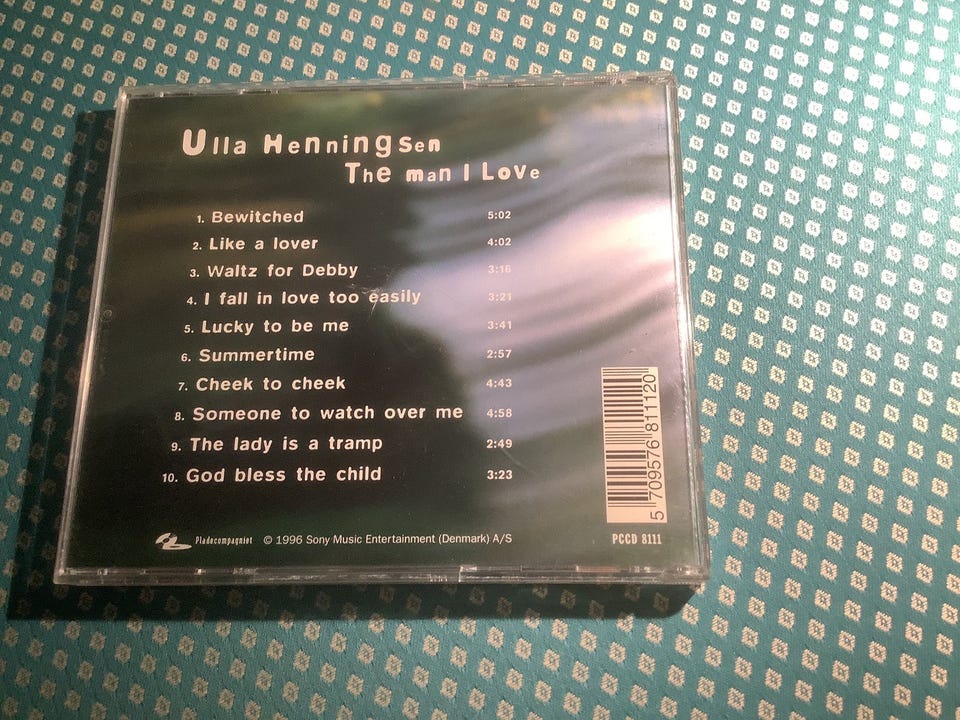 Ulla Henningsen
The man I Love
1. Bewitched 5:02
2. Like a lover 4:02
3. Waltz for Debby 3:16
4. I fall in love too easily 3:21
5. Lucky to be me 3:41
6. Summertime 2:57
7. Cheek to cheek 4:43
8. Someone to watch over me 4:58
9. The lady is a tramp 2:49
10. God bless the child 3:23
5 709576 811120
Pladecompagniet © 1996 Sony Music Entertainment (Denmark) A/S
PCCD 8111